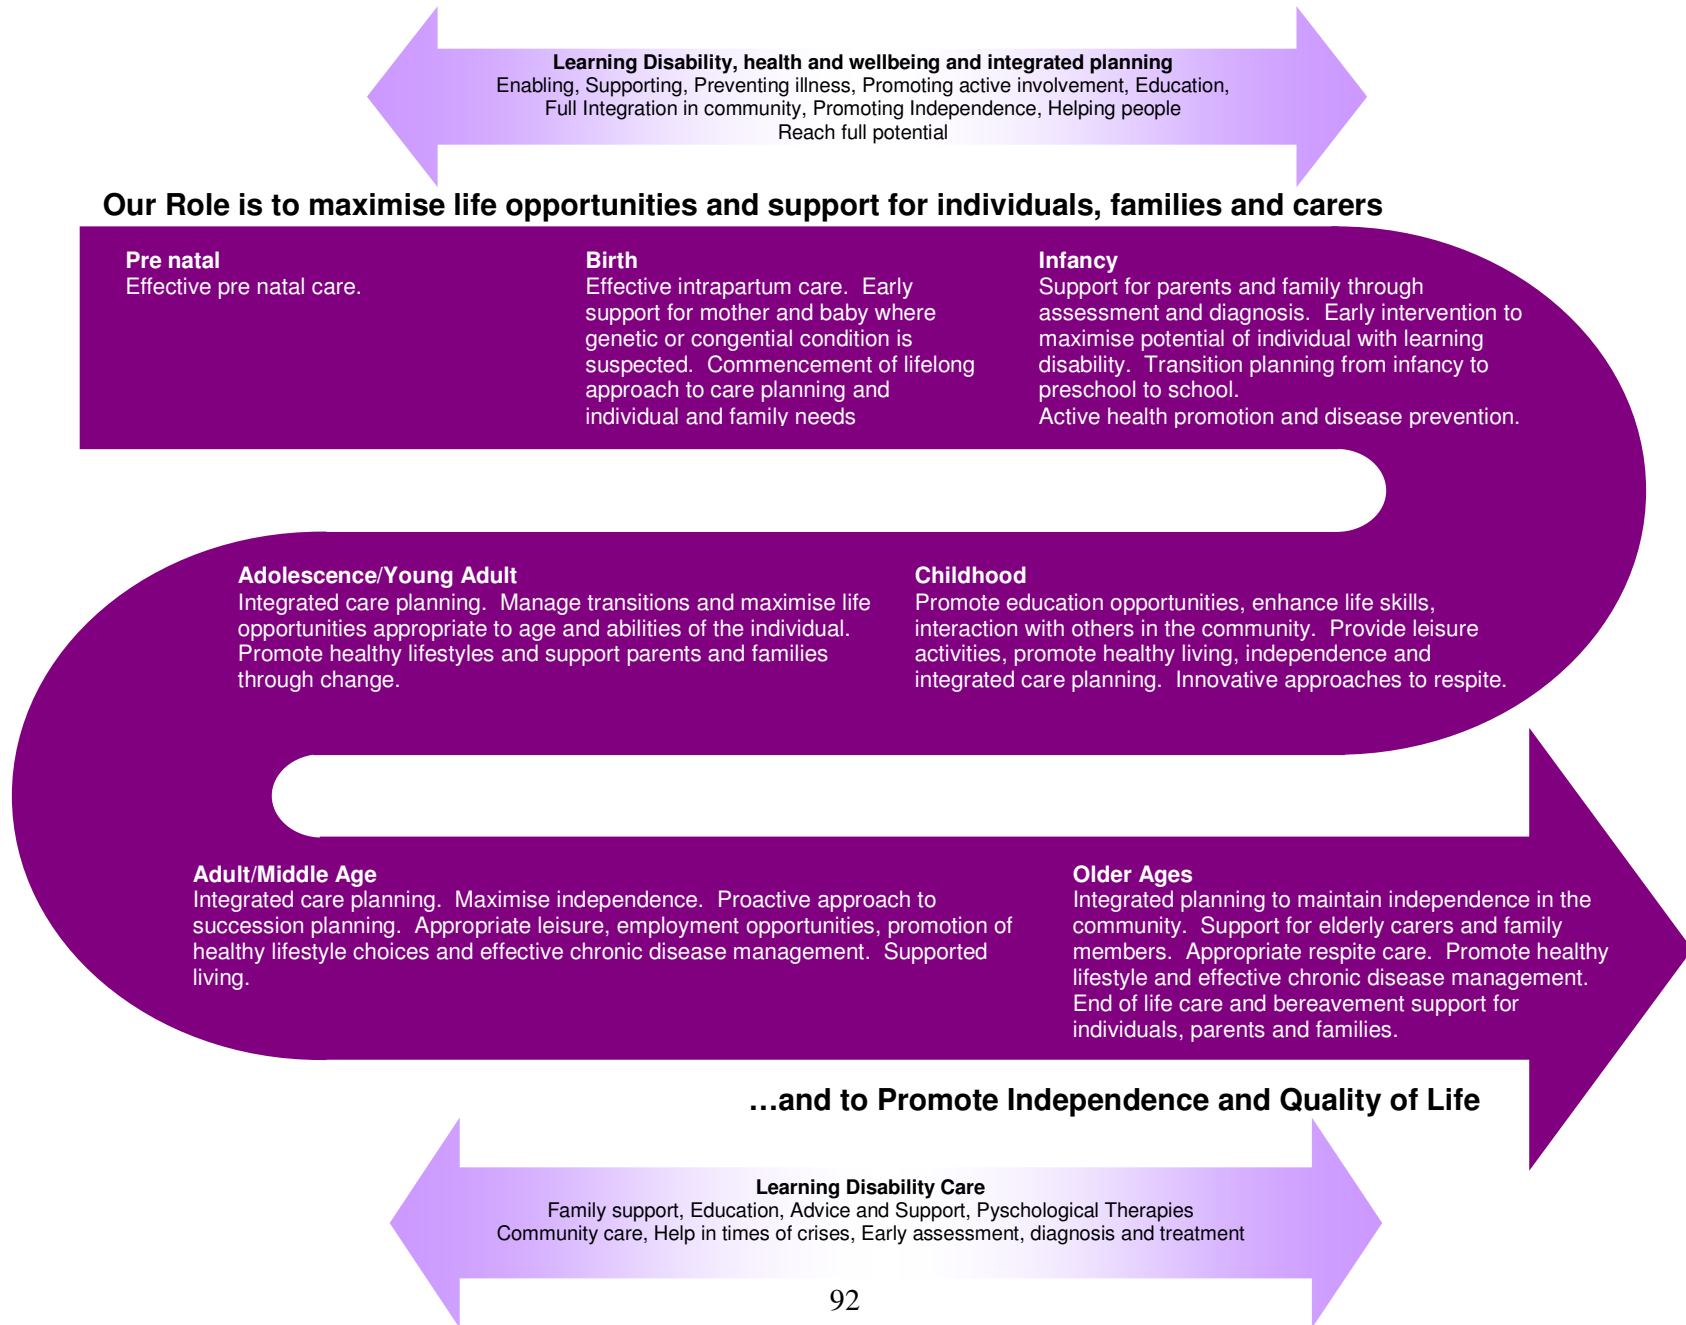 Learning Disability, health and wellbeing and integrated planning
Enabling, Supporting, Preventing illness, Promoting active involvement, Education,
Full Integration in community, Promoting Independence, Helping people
Reach full potential
Our Role is to maximise life opportunities and support for individuals, families and carers
Pre natal
Effective pre natal care.
Birth
Effective intrapartum care.  Early
support for mother and baby where
genetic or congential condition is
suspected.  Commencement of lifelong
approach to care planning and
individual and family needs
Infancy
Support for parents and family through
assessment and diagnosis.  Early intervention to
maximise potential of individual with learning
disability.  Transition planning from infancy to
preschool to school.
Active health promotion and disease prevention.
Childhood
Promote education opportunities, enhance life skills,
interaction with others in the community.  Provide leisure
activities, promote healthy living, independence and
integrated care planning.  Innovative approaches to respite.
Adolescence/Young Adult
Integrated care planning.  Manage transitions and maximise life
opportunities appropriate to age and abilities of the individual.
Promote healthy lifestyles and support parents and families
through change.
Adult/Middle Age
Integrated care planning.  Maximise independence.  Proactive approach to
succession planning.  Appropriate leisure, employment opportunities, promotion of
healthy lifestyle choices and effective chronic disease management.  Supported
living.
Older Ages
Integrated planning to maintain independence in the
community.  Support for elderly carers and family
members.  Appropriate respite care.  Promote healthy
lifestyle and effective chronic disease management.
End of life care and bereavement support for
individuals, parents and families.
…and to Promote Independence and Quality of Life
Learning Disability Care
Family support, Education, Advice and Support, Pyschological Therapies
Community care, Help in times of crises, Early assessment, diagnosis and treatment
92